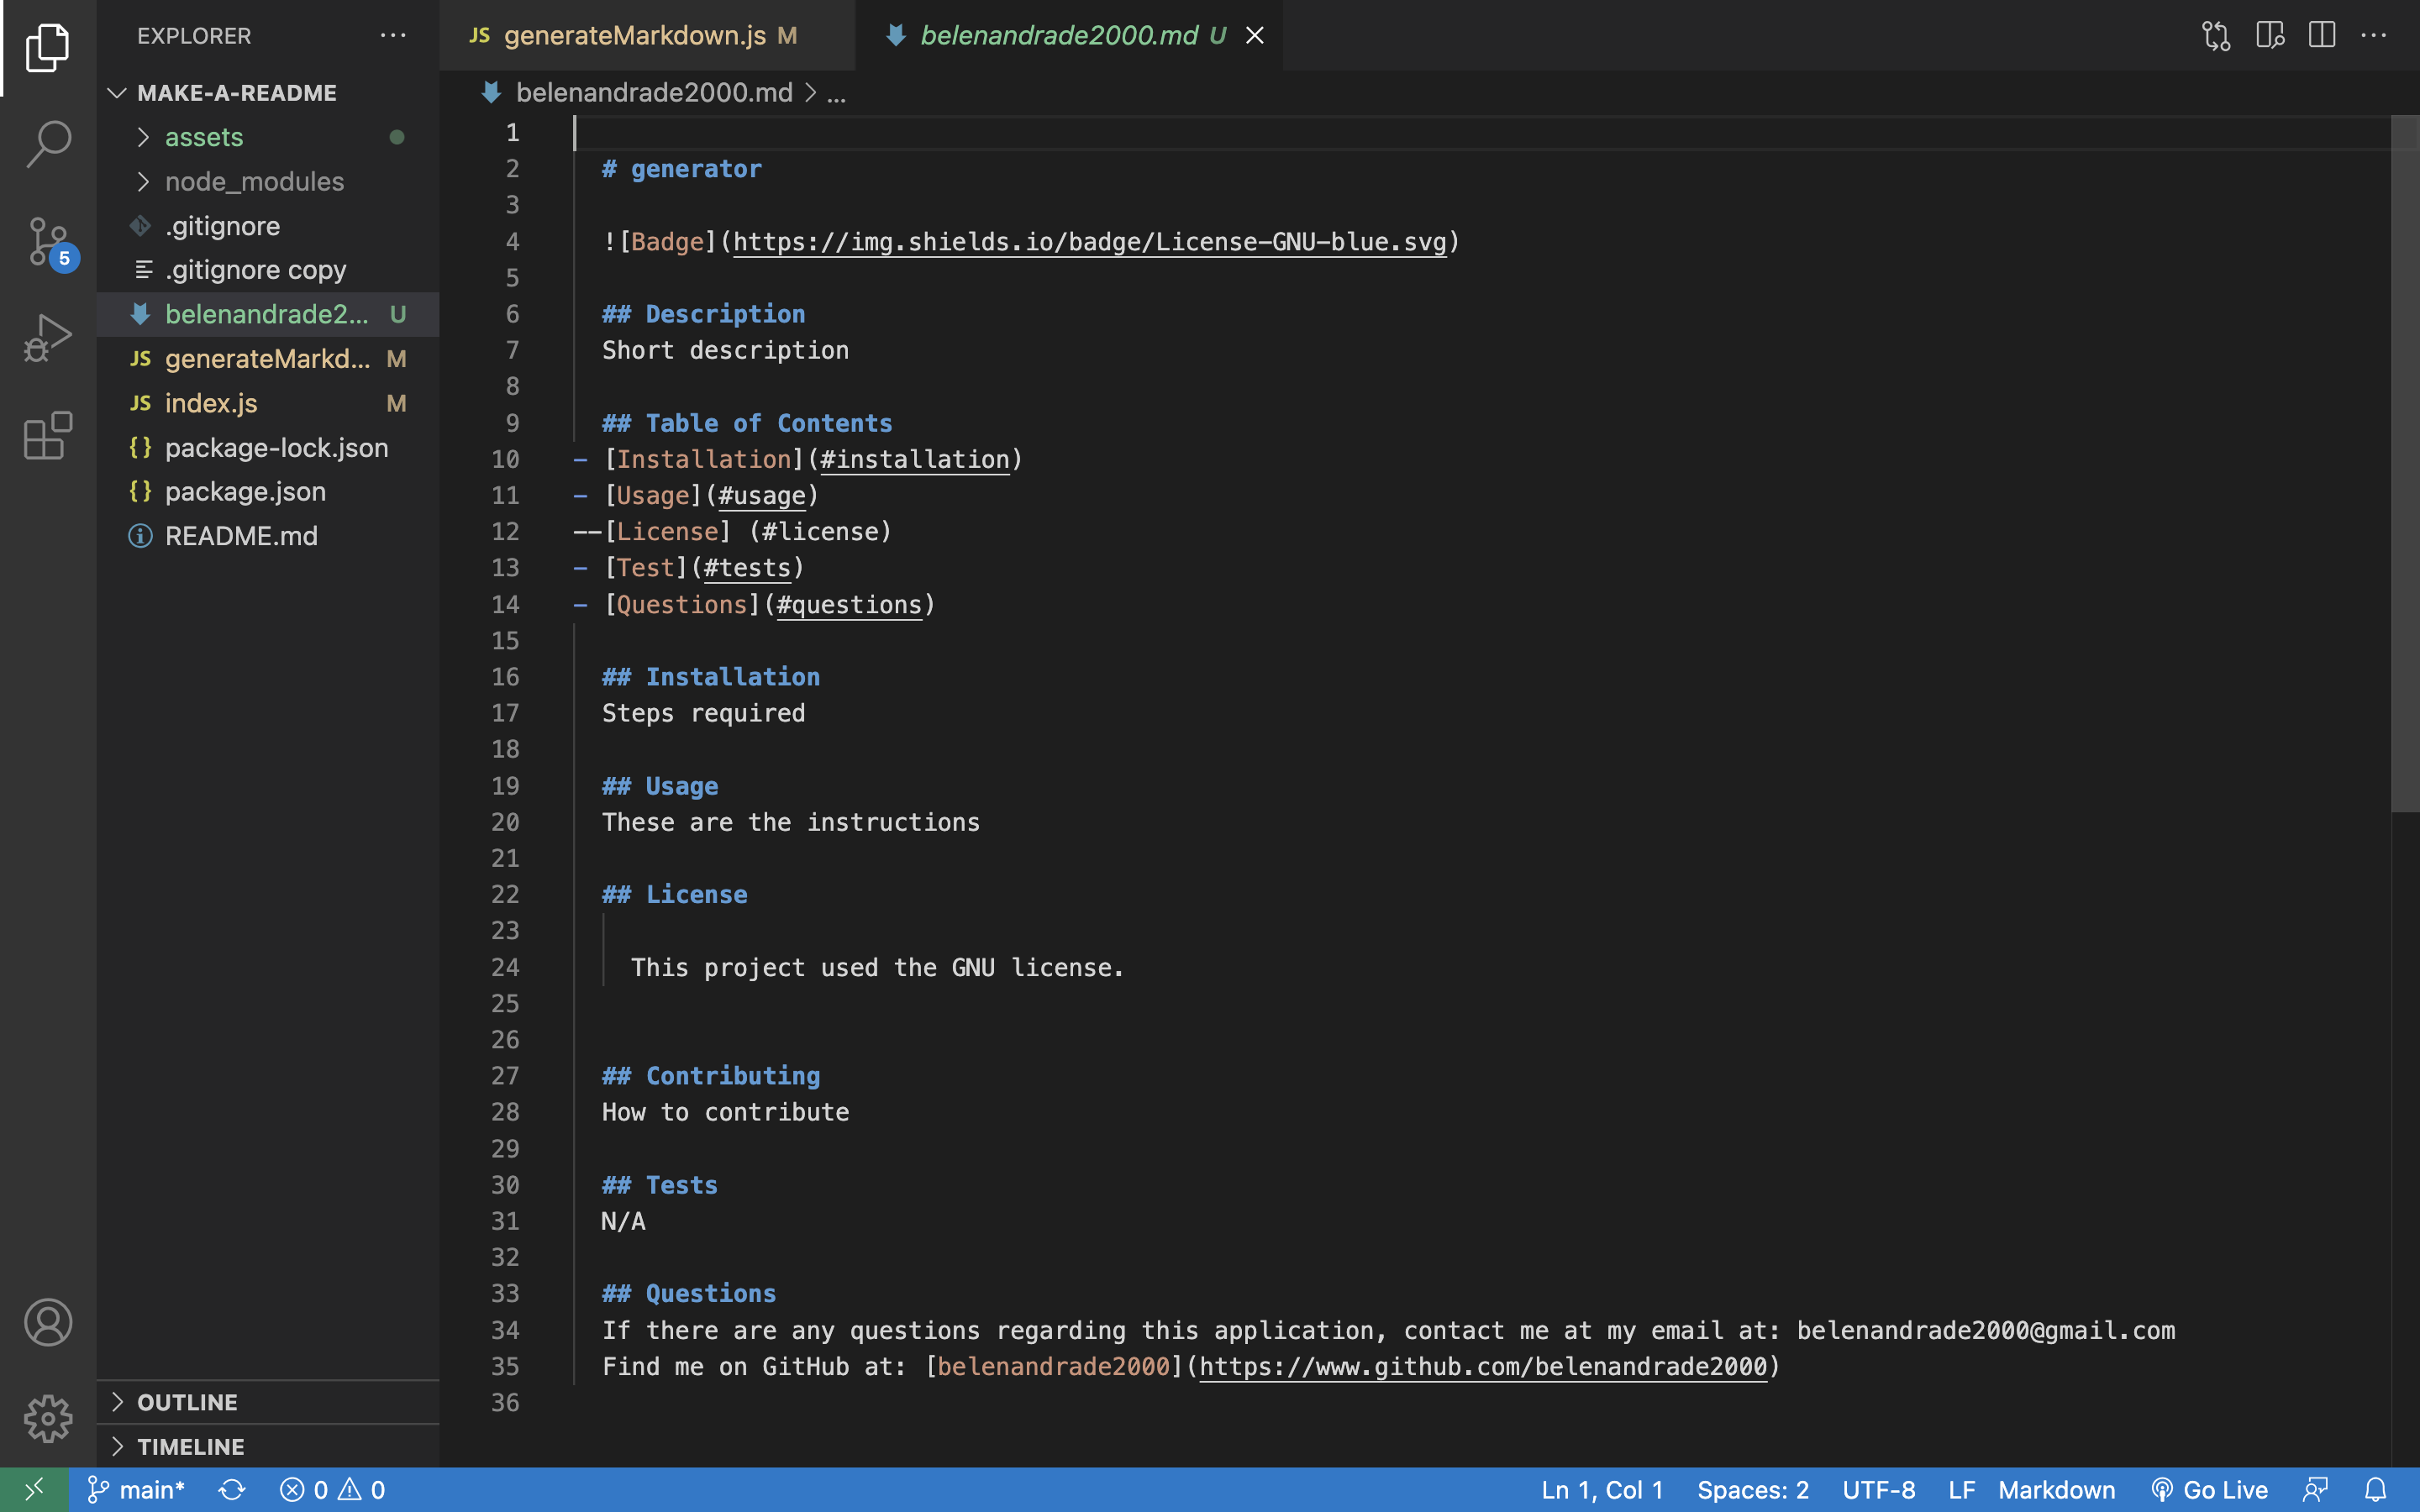 EXPLORER
MAKE-A-README
assets
node_modules
.gitignore
.gitignore copy
belenandrade2... U
JS generateMarkd... M
JS index.js M
{} package-lock.json
{} package.json
README.md
OUTLINE
TIMELINE
5
JS generateMarkdown.js M
belenandrade2000.md U
belenandrade2000.md > ...
1
2 # generator
3
4 ![Badge](https://img.shields.io/badge/License-GNU-blue.svg)
5
6 ## Description
7 Short description
8
9 ## Table of Contents
10 - [Installation](#installation)
11 - [Usage](#usage)
12 --[License] (#license)
13 - [Test](#tests)
14 - [Questions](#questions)
15
16 ## Installation
17 Steps required
18
19 ## Usage
20 These are the instructions
21
22 ## License
23
24 This project used the GNU license.
25
26
27 ## Contributing
28 How to contribute
29
30 ## Tests
31 N/A
32
33 ## Questions
34 If there are any questions regarding this application, contact me at my email at: belenandrade2000@gmail.com
35 Find me on GitHub at: [belenandrade2000](https://www.github.com/belenandrade2000)
36
main* 0 0 Ln 1, Col 1 Spaces: 2 UTF-8 LF Markdown Go Live